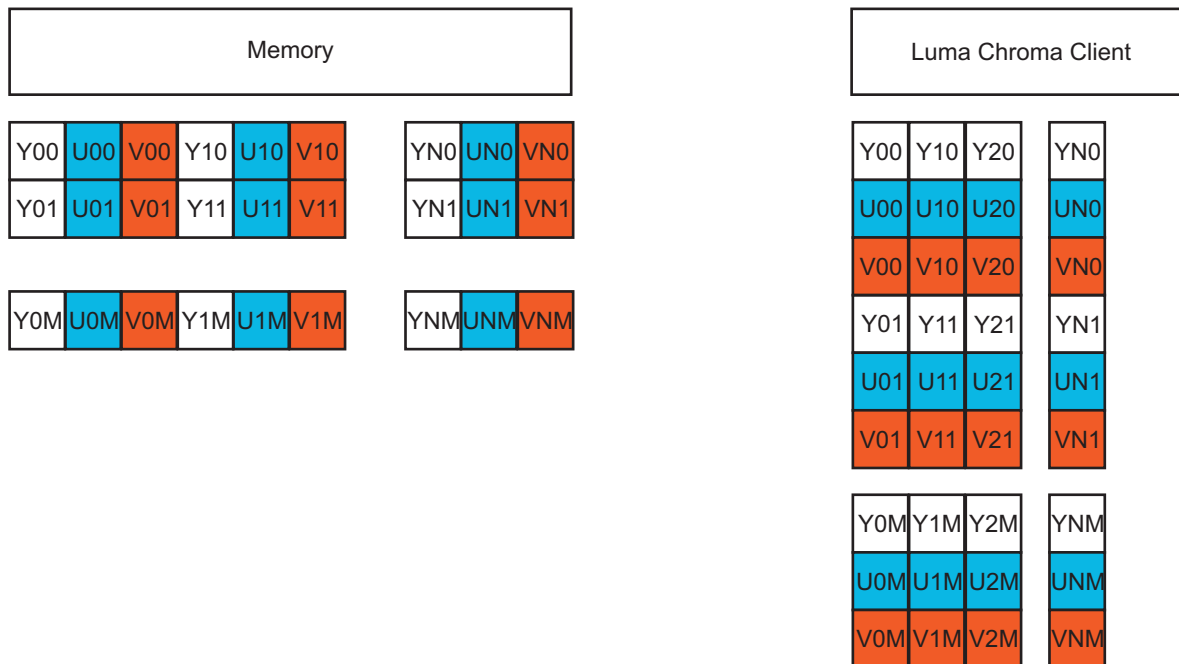 Memory
Luma Chroma Client
Y00 U00 V00 Y10 U10 V10 YN0 UN0 VN0
Y01 U01 V01 Y11 U11 V11 YN1 UN1 VN1
Y0M U0M V0M Y1M U1M V1M YNM UNM VNM
Y00 Y10 Y20 YN0
U00 U10 U20 UN0
V00 V10 V20 VN0
Y01 Y11 Y21 YN1
U01 U11 U21 UN1
V01 V11 V21 VN1
Y0M Y1M Y2M YNM
U0M U1M U2M UNM
V0M V1M V2M VNM